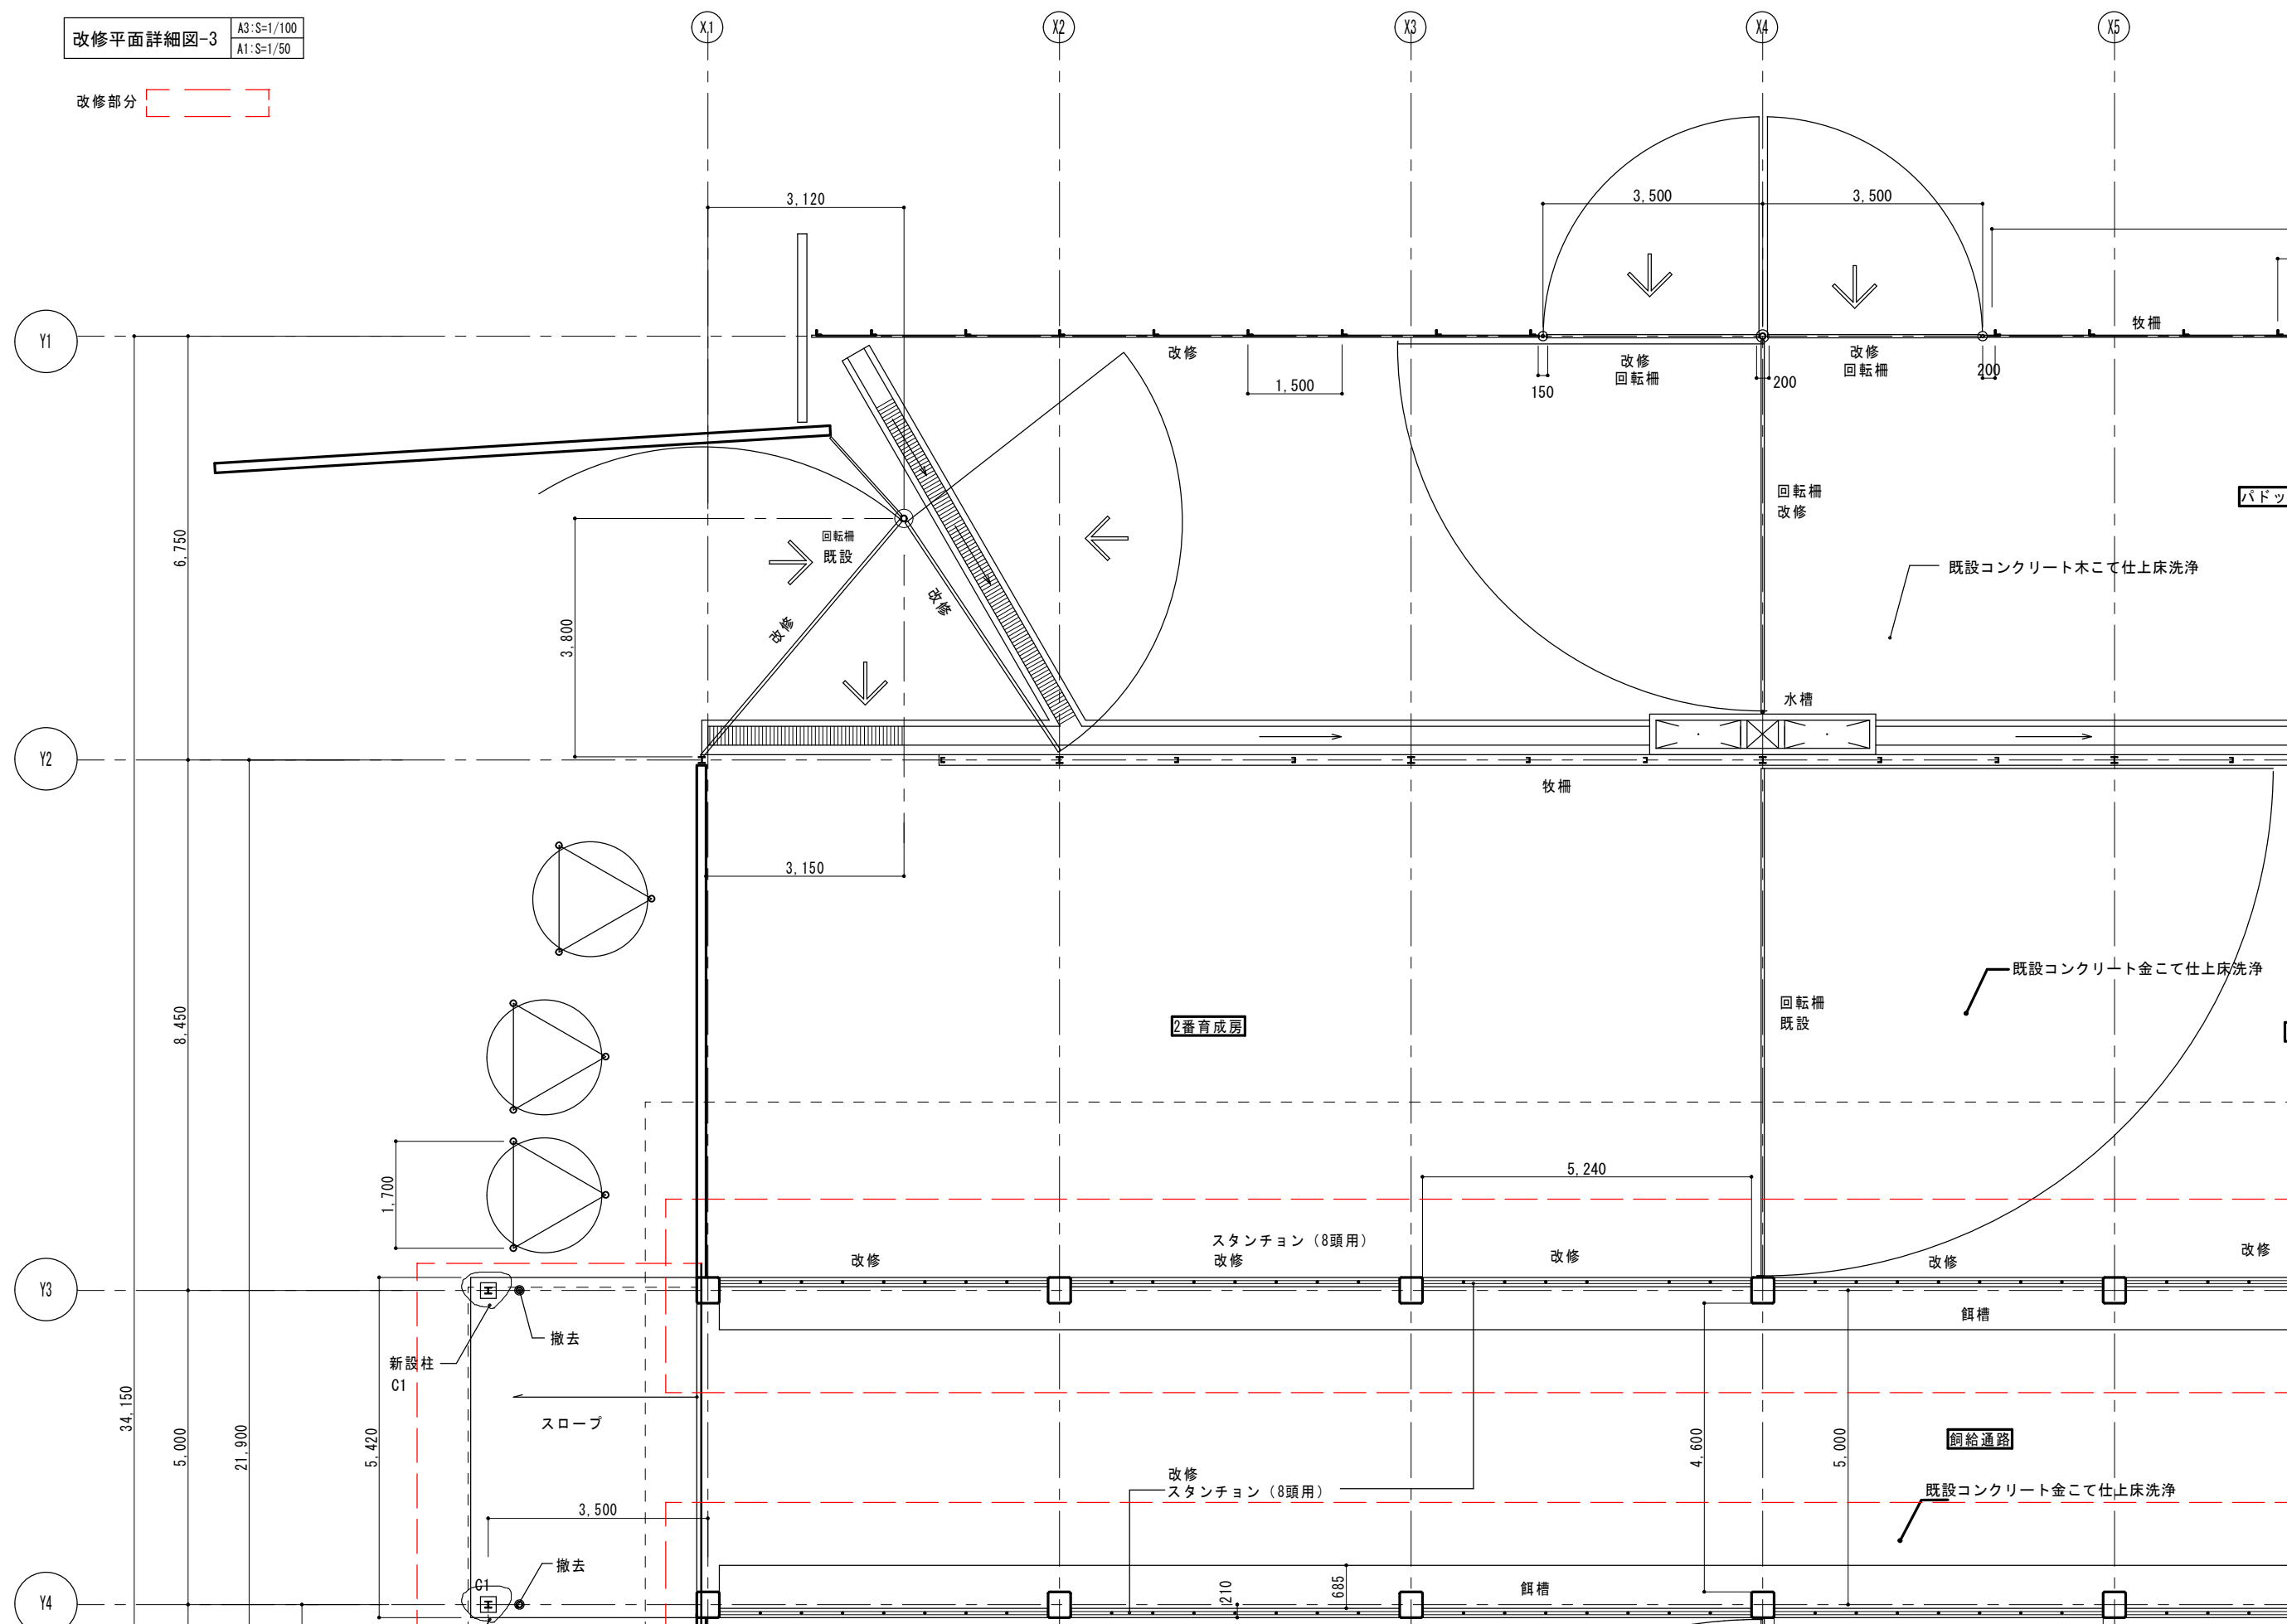 改修平面詳細図-3
A3:S=1/100
A1:S=1/50
改修部分
X1
X2
X3
X4
X5
3,120
3,500
3,500
Y1
牧柵
改修
改修
回転柵
改修
回転柵
1,500
150
200
200
回転柵
改修
6,750
回転柵
既設
既設コンクリート木こて仕上床洗浄
3,800
改修
改修
水槽
Y2
牧柵
3,150
既設コンクリート金こて仕上床洗浄
8,450
2番育成房
回転柵
既設
1,700
5,240
スタンチョン（8頭用）
改修
改修
改修
改修
改修
Y3
撤去
餌槽
新設柱
C1
34,150
5,000
21,900
5,420
スロープ
4,600
5,000
飼給通路
改修
スタンチョン（8頭用）
既設コンクリート金こて仕上床洗浄
3,500
撤去
C1
210
685
餌槽
Y4